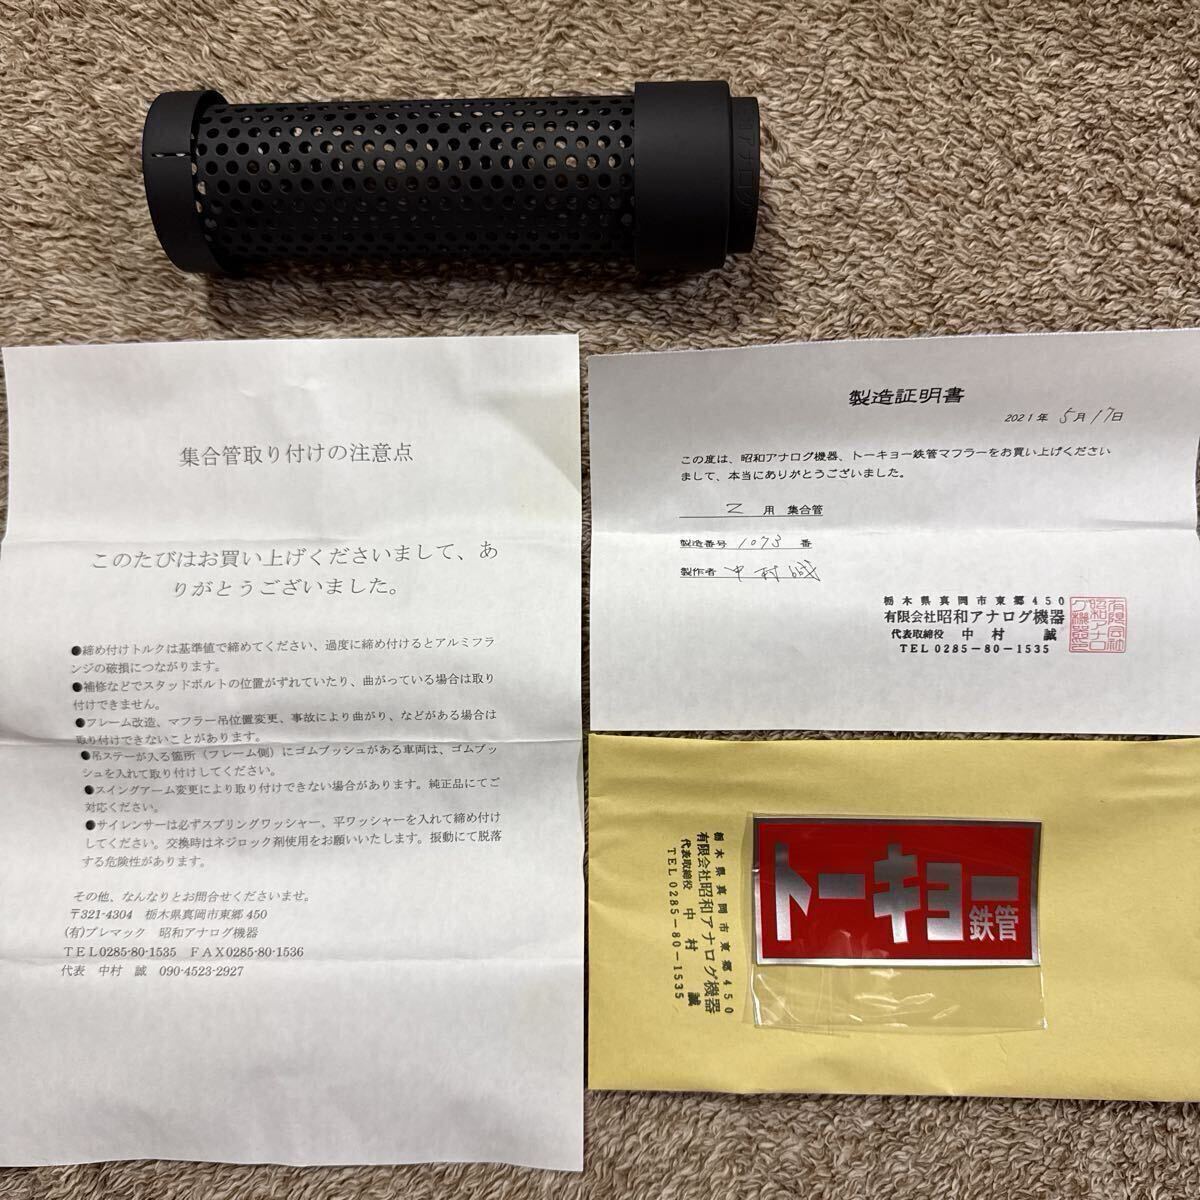 集合管取り付けの注意点
このたびはお買い上げくださいまして、あ
りがとうございました。
●締め付けトルクは基準値で締めてください、過度に締め付けるとアルミフラ
ンジの破損につながります。
●補修などでスタッドボルトの位置がずれていたり、曲がっている場合は取り
付けできません。
●フレーム改造、マフラー吊位置変更、事故により曲がり、などがある場合は
取り付けできないことがあります。
●吊ステーが入る箇所（フレーム側）にゴムブッシュがある車両は、ゴムブッ
シュを入れて取り付けしてください。
●スイングアーム変更により取り付けできない場合があります。純正品にてご
対応ください。
●サイレンサーは必ずスプリングワッシャー、平ワッシャーを入れて締め付け
してください。交換時はネジロック剤使用をお願いいたします。振動にて脱落
する危険性があります。
その他、なんなりとお問合せくださいませ。
〒321-4304　栃木県真岡市東郷 450
(有)プレマック　昭和アナログ機器
ＴＥＬ0285-80-1535　ＦＡＸ0285-80-1536
代表　中村　誠　090-4523-2927
製造証明書
2021年 5月17日
この度は、昭和アナログ機器、トーキョー鉄管マフラーをお買い上げください
まして、本当にありがとうございました。
Z 用 集合管
製造番号 1073 番
製作者 中村誠
栃木県真岡市東郷450
有限会社昭和アナログ機器
代表取締役　中　村　誠
TEL0285-80-1535
有限会社
昭和アナロ
グ機器印
栃木県真岡市東郷450
有限会社昭和アナログ機器
代表取締役　中　村　誠
TEL0285-80-1535
トーキョー
鉄管